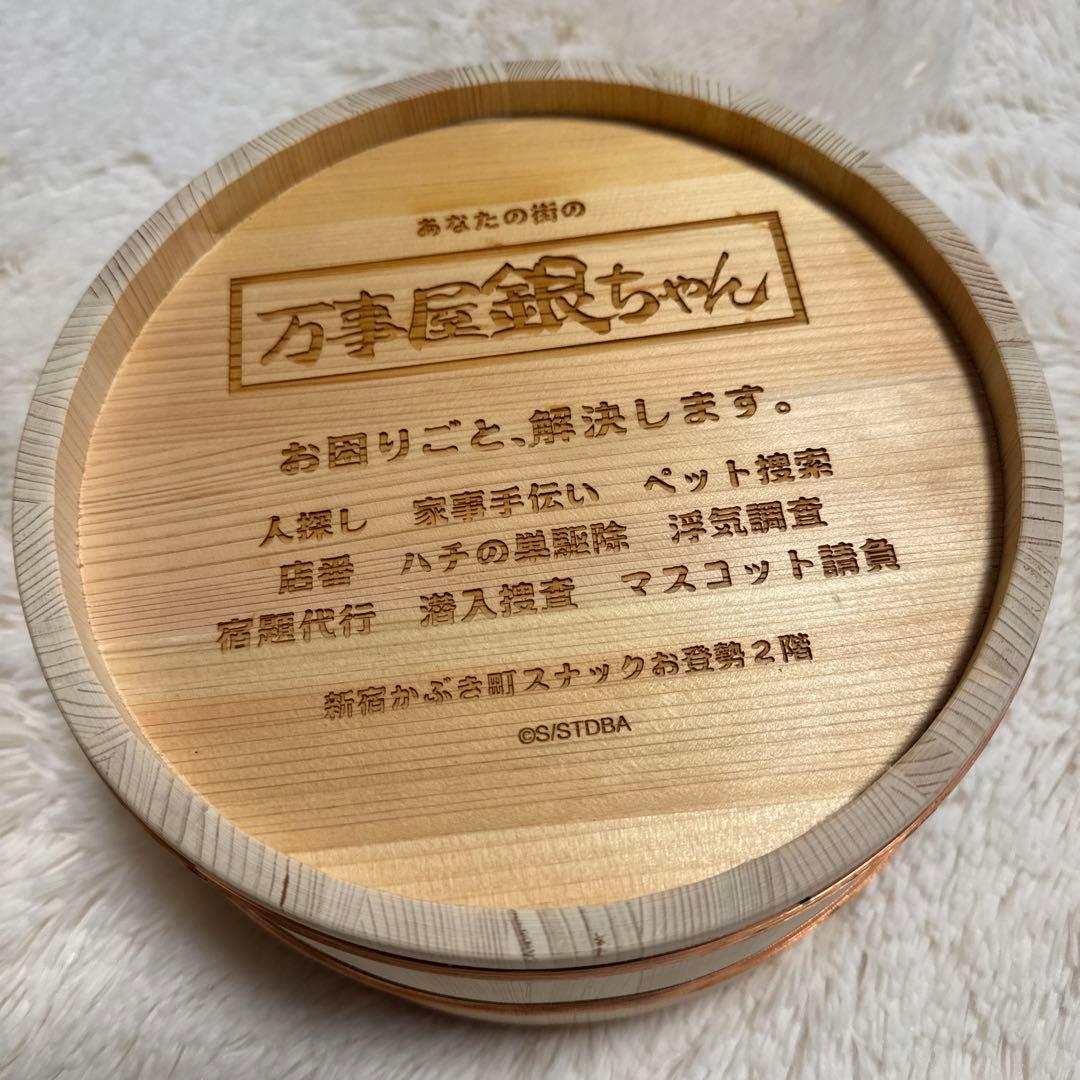 あなたの街の
万事屋銀ちゃん
お困りごと、解決します。
人探し 家事手伝い ペット捜索
店番 ハチの巣駆除 浮気調査
宿題代行 潜入捜査 マスコット請負
新宿かぶき町スナックお登勢2階
©S/STDBA